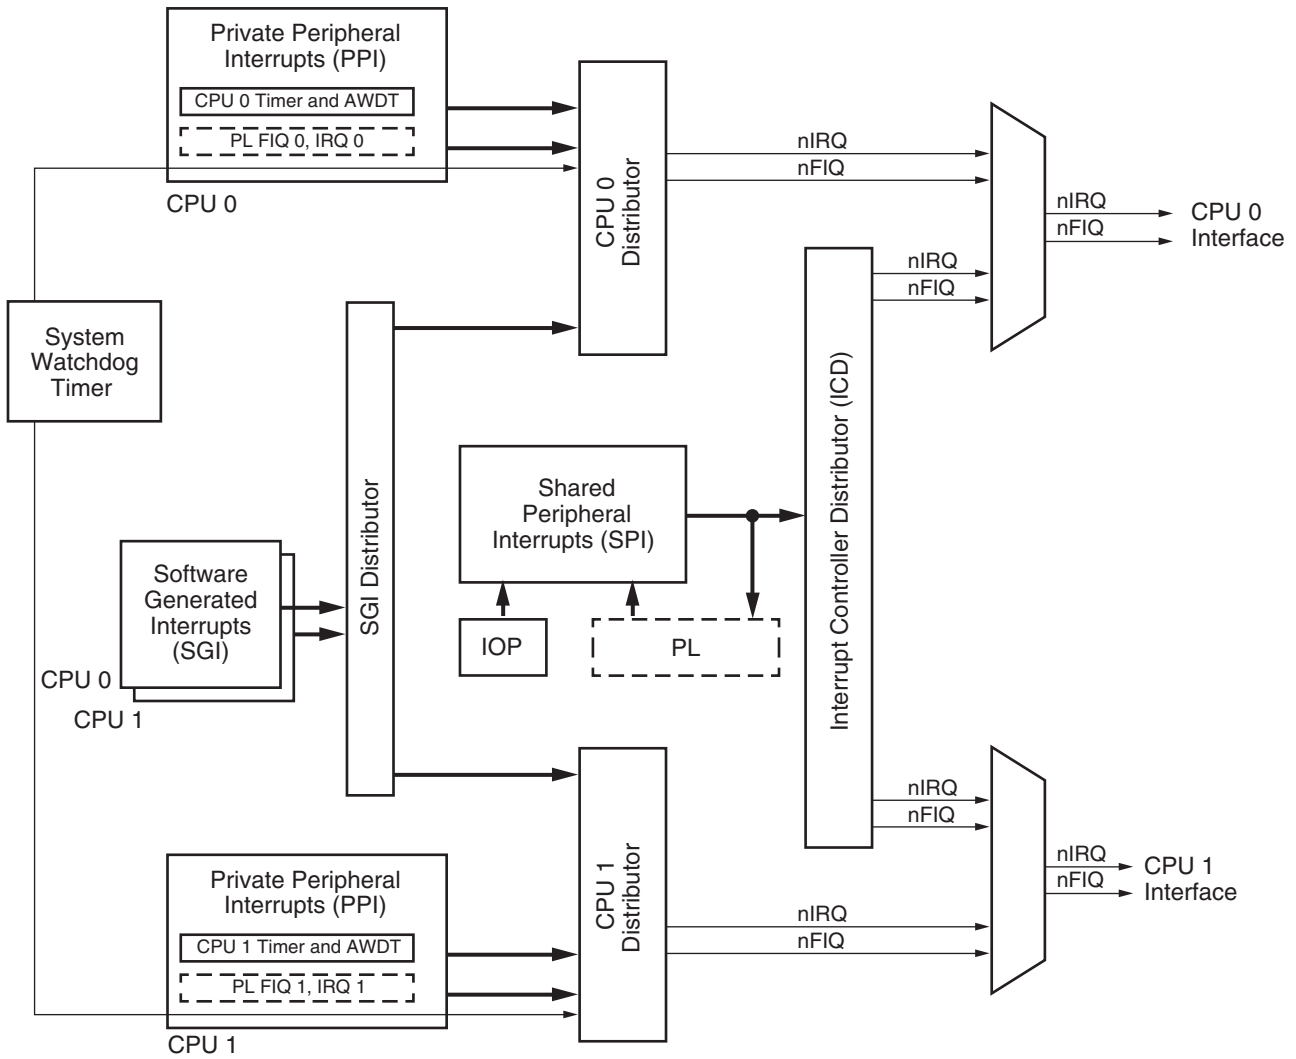 Private Peripheral
Interrupts (PPI)
CPU 0 Timer and AWDT
PL FIQ 0, IRQ 0
CPU 0
CPU 0
Distributor
nIRQ
nFIQ
nIRQ
nFIQ
CPU 0
Interface
nIRQ
nFIQ
System
Watchdog
Timer
SGI Distributor
Shared
Peripheral
Interrupts (SPI)
IOP
PL
Interrupt Controller Distributor (ICD)
Software
Generated
Interrupts
(SGI)
CPU 0
CPU 1
nIRQ
nFIQ
nIRQ
nFIQ
CPU 1
Interface
Private Peripheral
Interrupts (PPI)
CPU 1 Timer and AWDT
PL FIQ 1, IRQ 1
CPU 1
CPU 1
Distributor
nIRQ
nFIQ